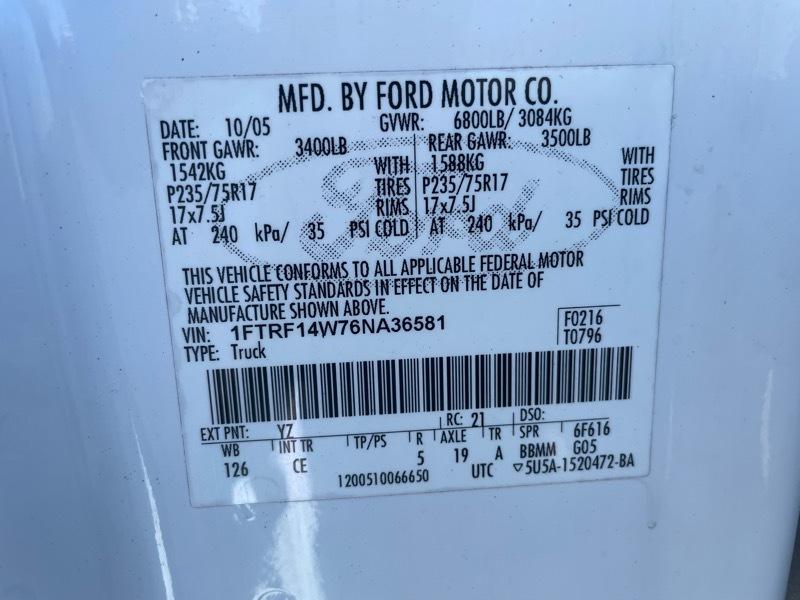 MFD. BY FORD MOTOR CO.
DATE: 10/05 GVWR: 6800LB/ 3084KG
FRONT GAWR: 3400LB REAR GAWR: 3500LB
1542KG WITH 1588KG WITH
P235/75R17 TIRES P235/75R17 TIRES
17x7.5J RIMS 17x7.5J RIMS
AT 240 kPa/ 35 PSI COLD AT 240 kPa/ 35 PSI COLD
Ford
THIS VEHICLE CONFORMS TO ALL APPLICABLE FEDERAL MOTOR
VEHICLE SAFETY STANDARDS IN EFFECT ON THE DATE OF
MANUFACTURE SHOWN ABOVE.
VIN: 1FTRF14W76NA36581 F0216
TYPE: Truck T0796
EXT PNT: YZ RC: 21 DSO:
WB INT TR TP/PS R AXLE TR SPR 6F616
126 CE 5 19 A BBMM G05
1200510066650 UTC ▽5U5A-1520472-BA